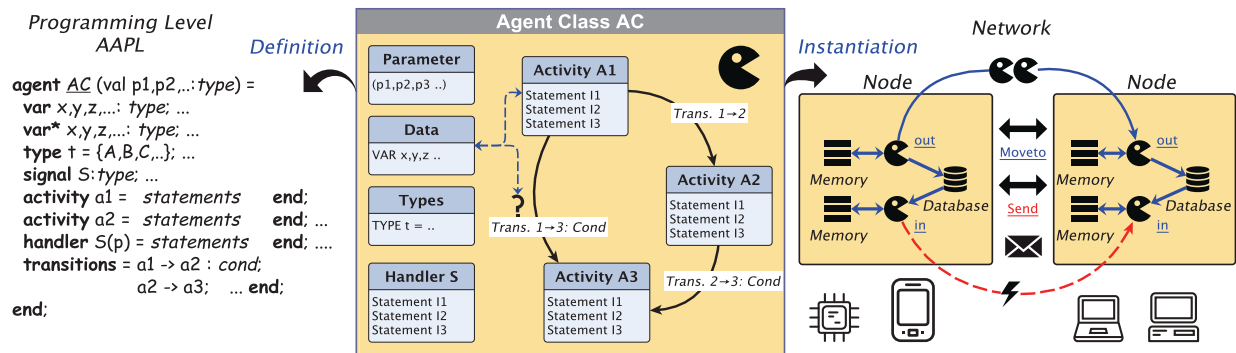 Programming Level
AAPL
Definition
agent AC (val p1,p2,..:type) =
var x,y,z,...: type; ...
var* x,y,z,...: type; ...
type t = {A,B,C,..}; ...
signal S:type; ...
activity a1 = statements end;
activity a2 = statements end; ...
handler S(p) = statements end; ....
transitions = a1 -> a2 : cond;
a2 -> a3; ... end;
end;
Agent Class AC
Parameter
(p1,p2,p3 ..)
Data
VAR x,y,z ..
Types
TYPE t = ..
Handler S
Statement I1
Statement I2
Statement I3
Activity A1
Statement I1
Statement I2
Statement I3
Trans. 1→2
Activity A2
Statement I1
Statement I2
Statement I3
?
Trans. 1→3: Cond
Trans. 2→3: Cond
Activity A3
Statement I1
Statement I2
Statement I3
Instantiation
Network
Node
Node
out
Memory
Database
Memory
in
Moveto
Send
out
Memory
Database
Memory
in